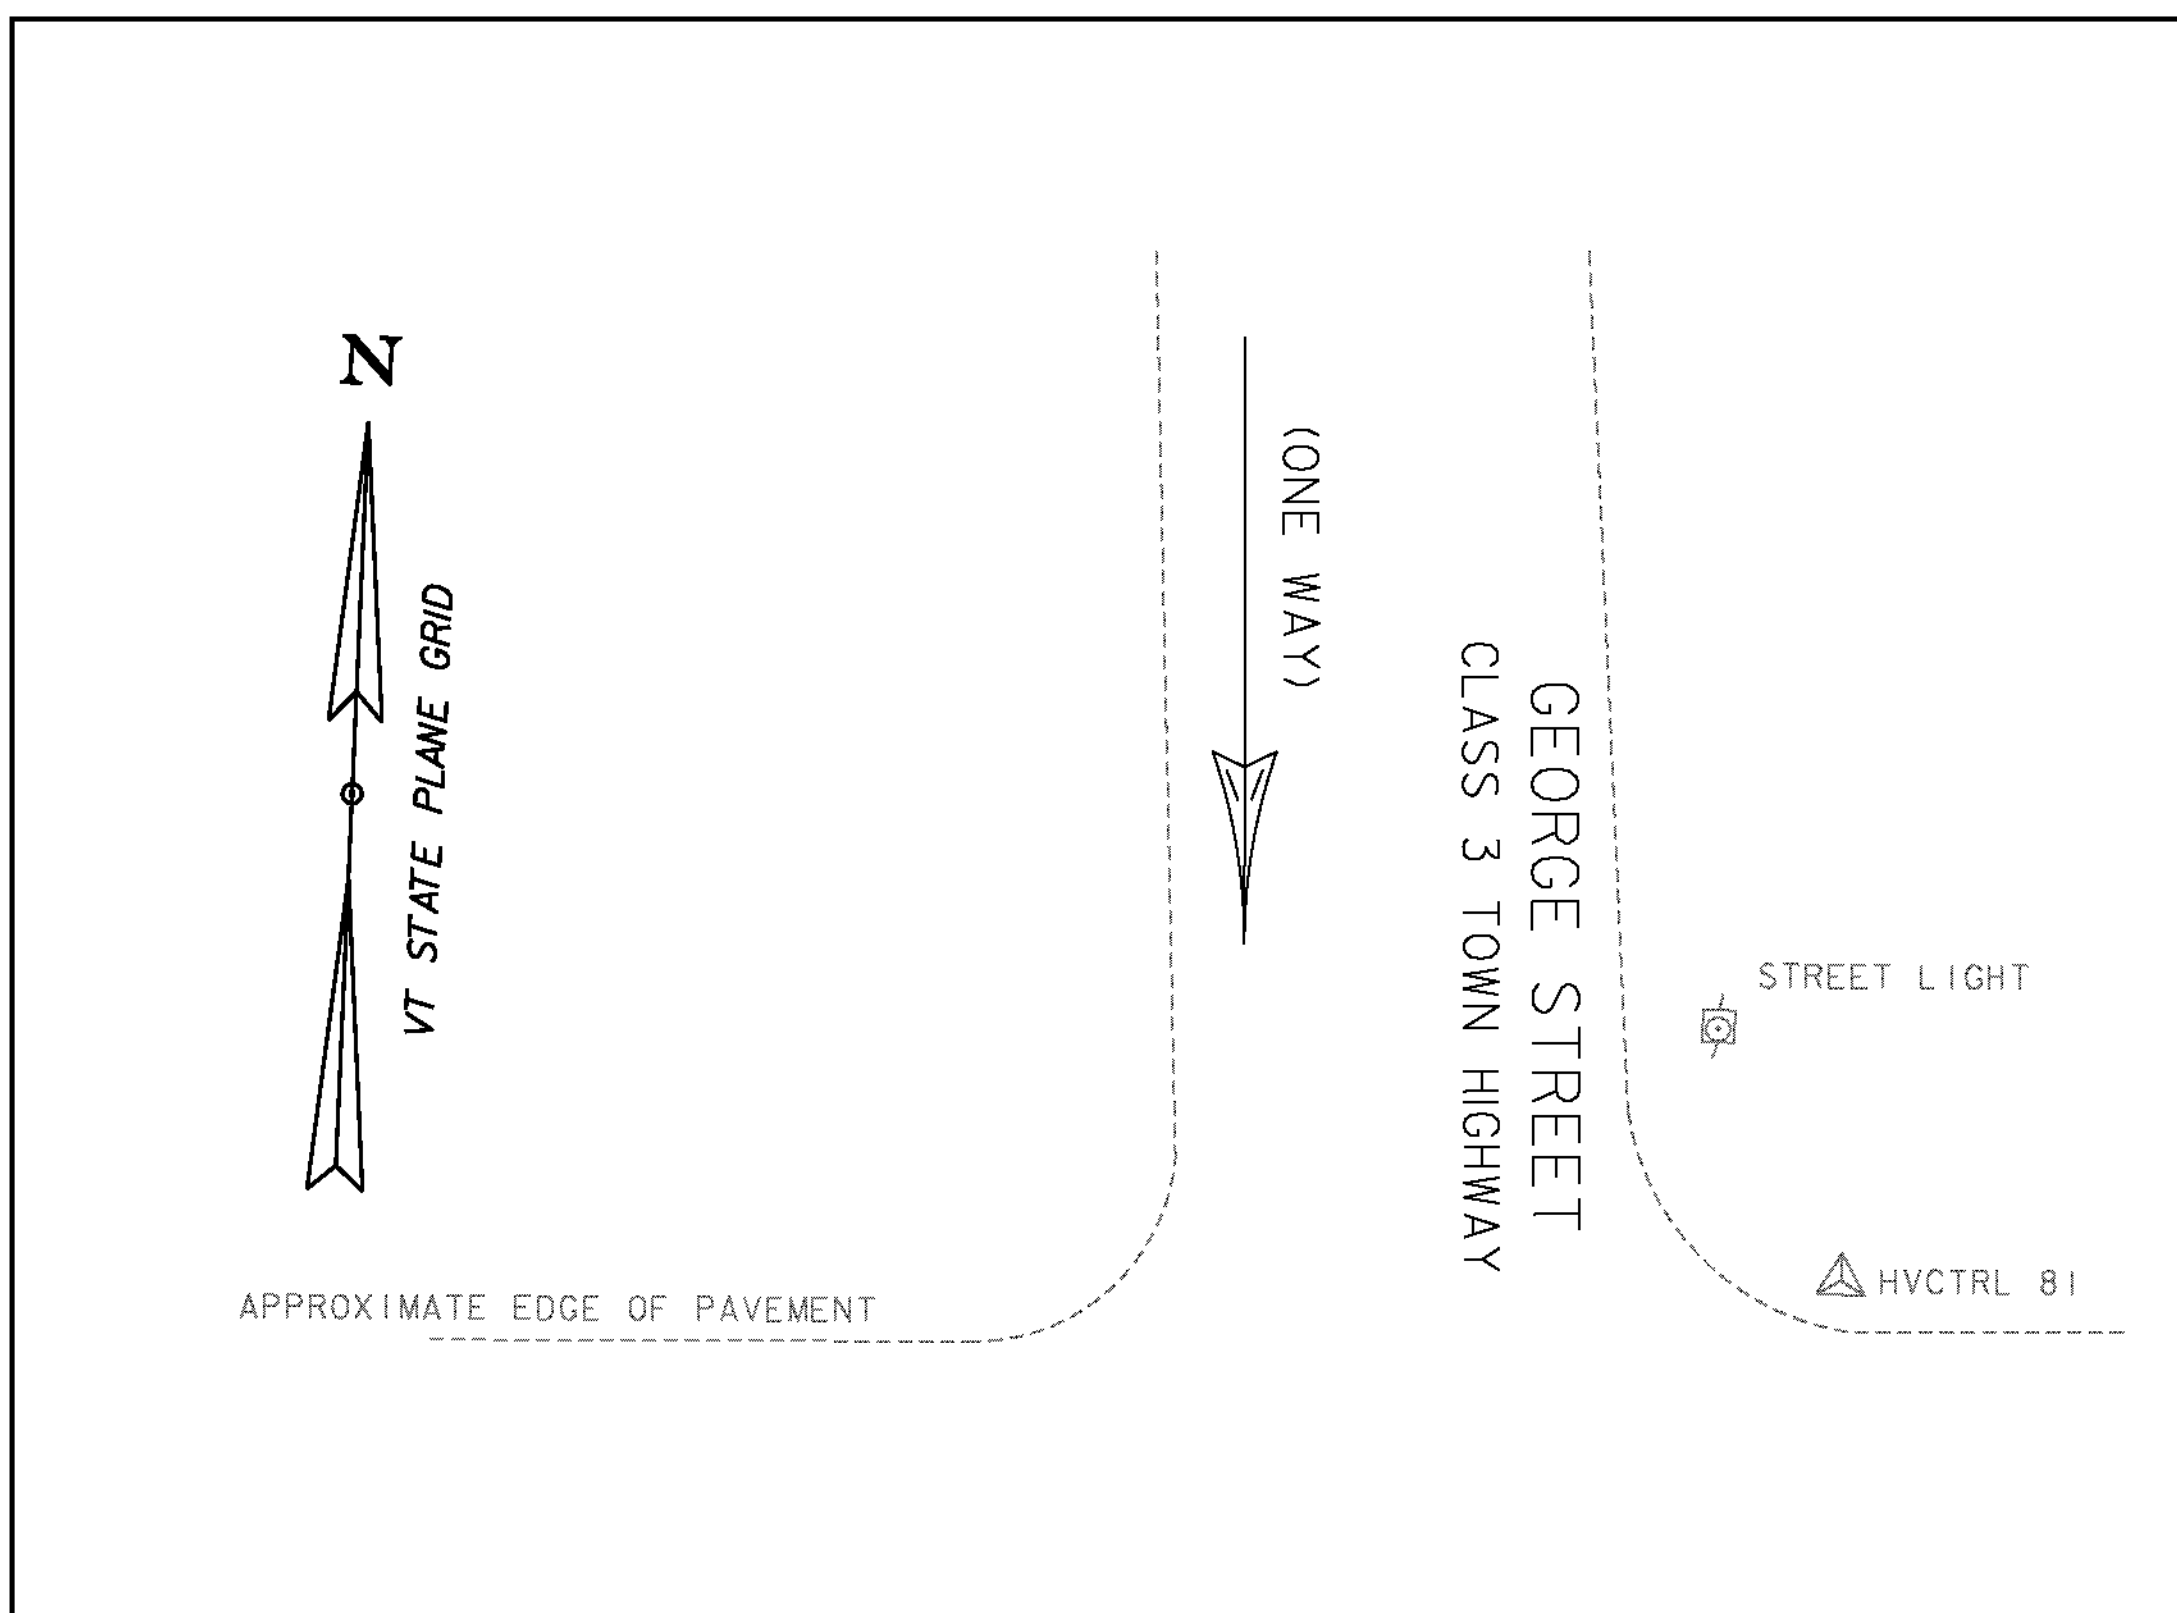 N
VT STATE PLANE GRID
(ONE WAY)
GEORGE STREET
CLASS 3 TOWN HIGHWAY
STREET LIGHT
HVCTRL 81
APPROXIMATE EDGE OF PAVEMENT